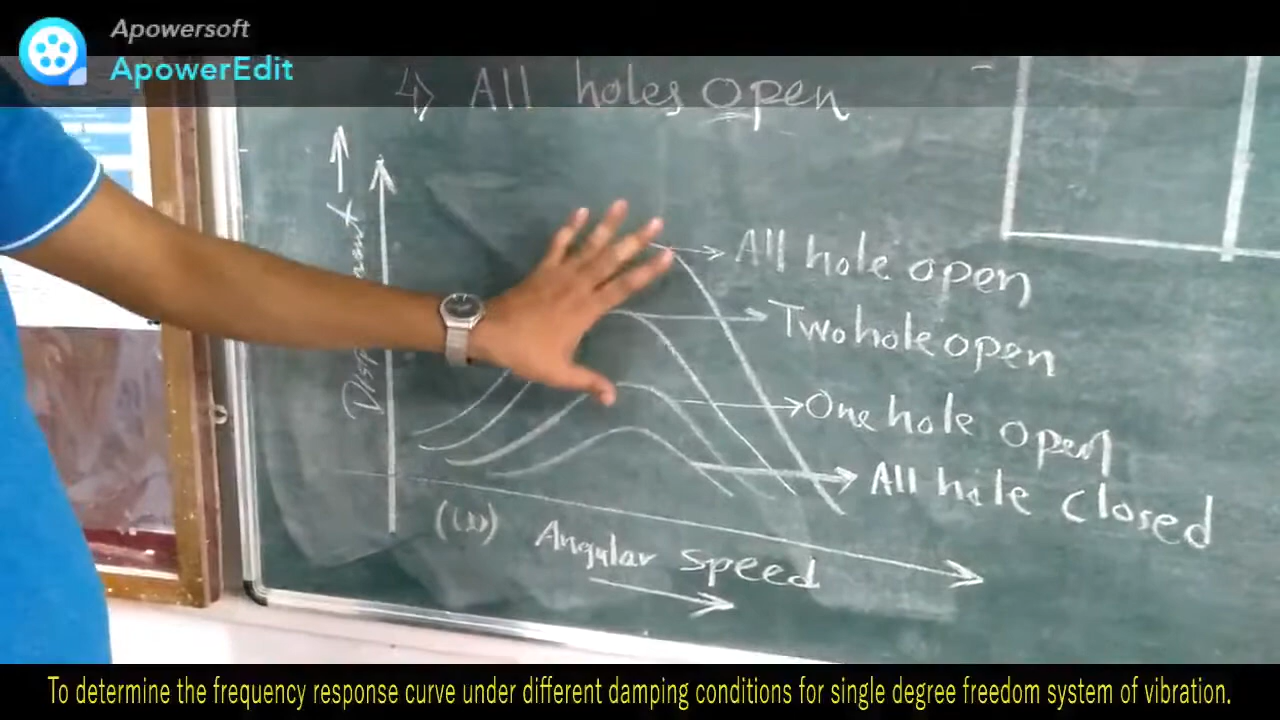 Apowersoft
ApowerEdit
4) All holes open
All hole open
Two hole open
One hole open
All hole closed
(ω) Angular speed
To determine the frequency response curve under different damping conditions for single degree freedom system of vibration.